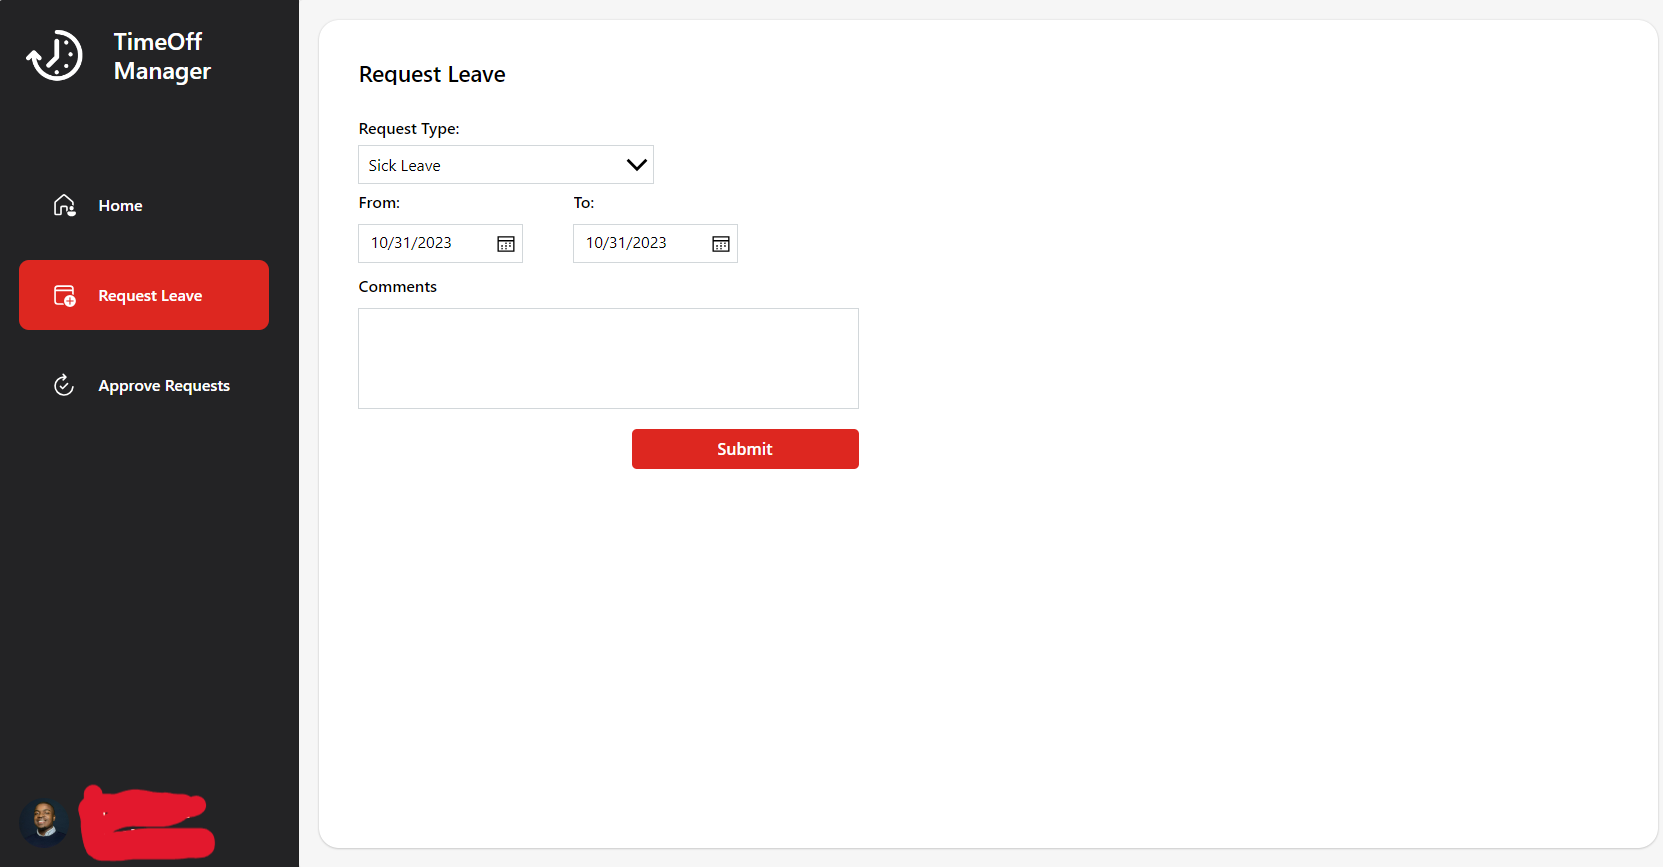 TimeOff
Manager
Home
Request Leave
Approve Requests
Request Leave
Request Type:
Sick Leave
From:
To:
10/31/2023
10/31/2023
Comments
Submit